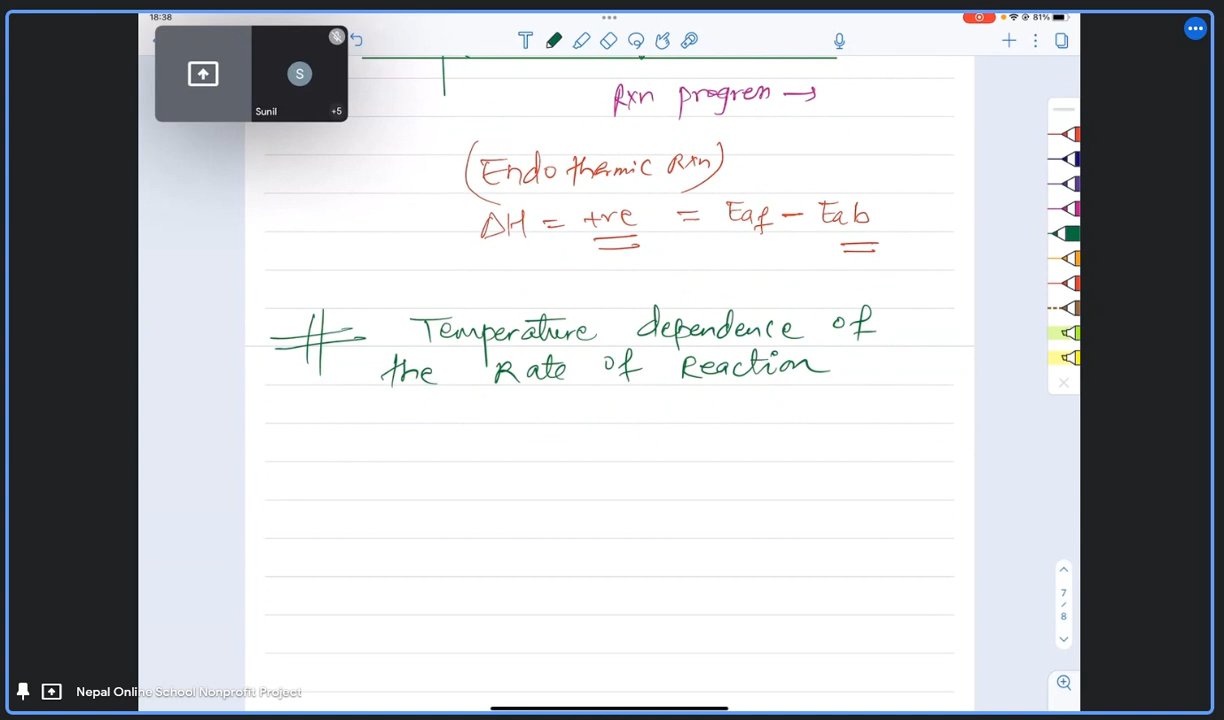 18:38
81%
T
S
Sunil +5
Rxn progress →
(Endothermic Rxn)
ΔH = +ve = Eaf - Eab
# Temperature dependence of
the Rate of Reaction
7
/
8
Nepal Online School Nonprofit Project